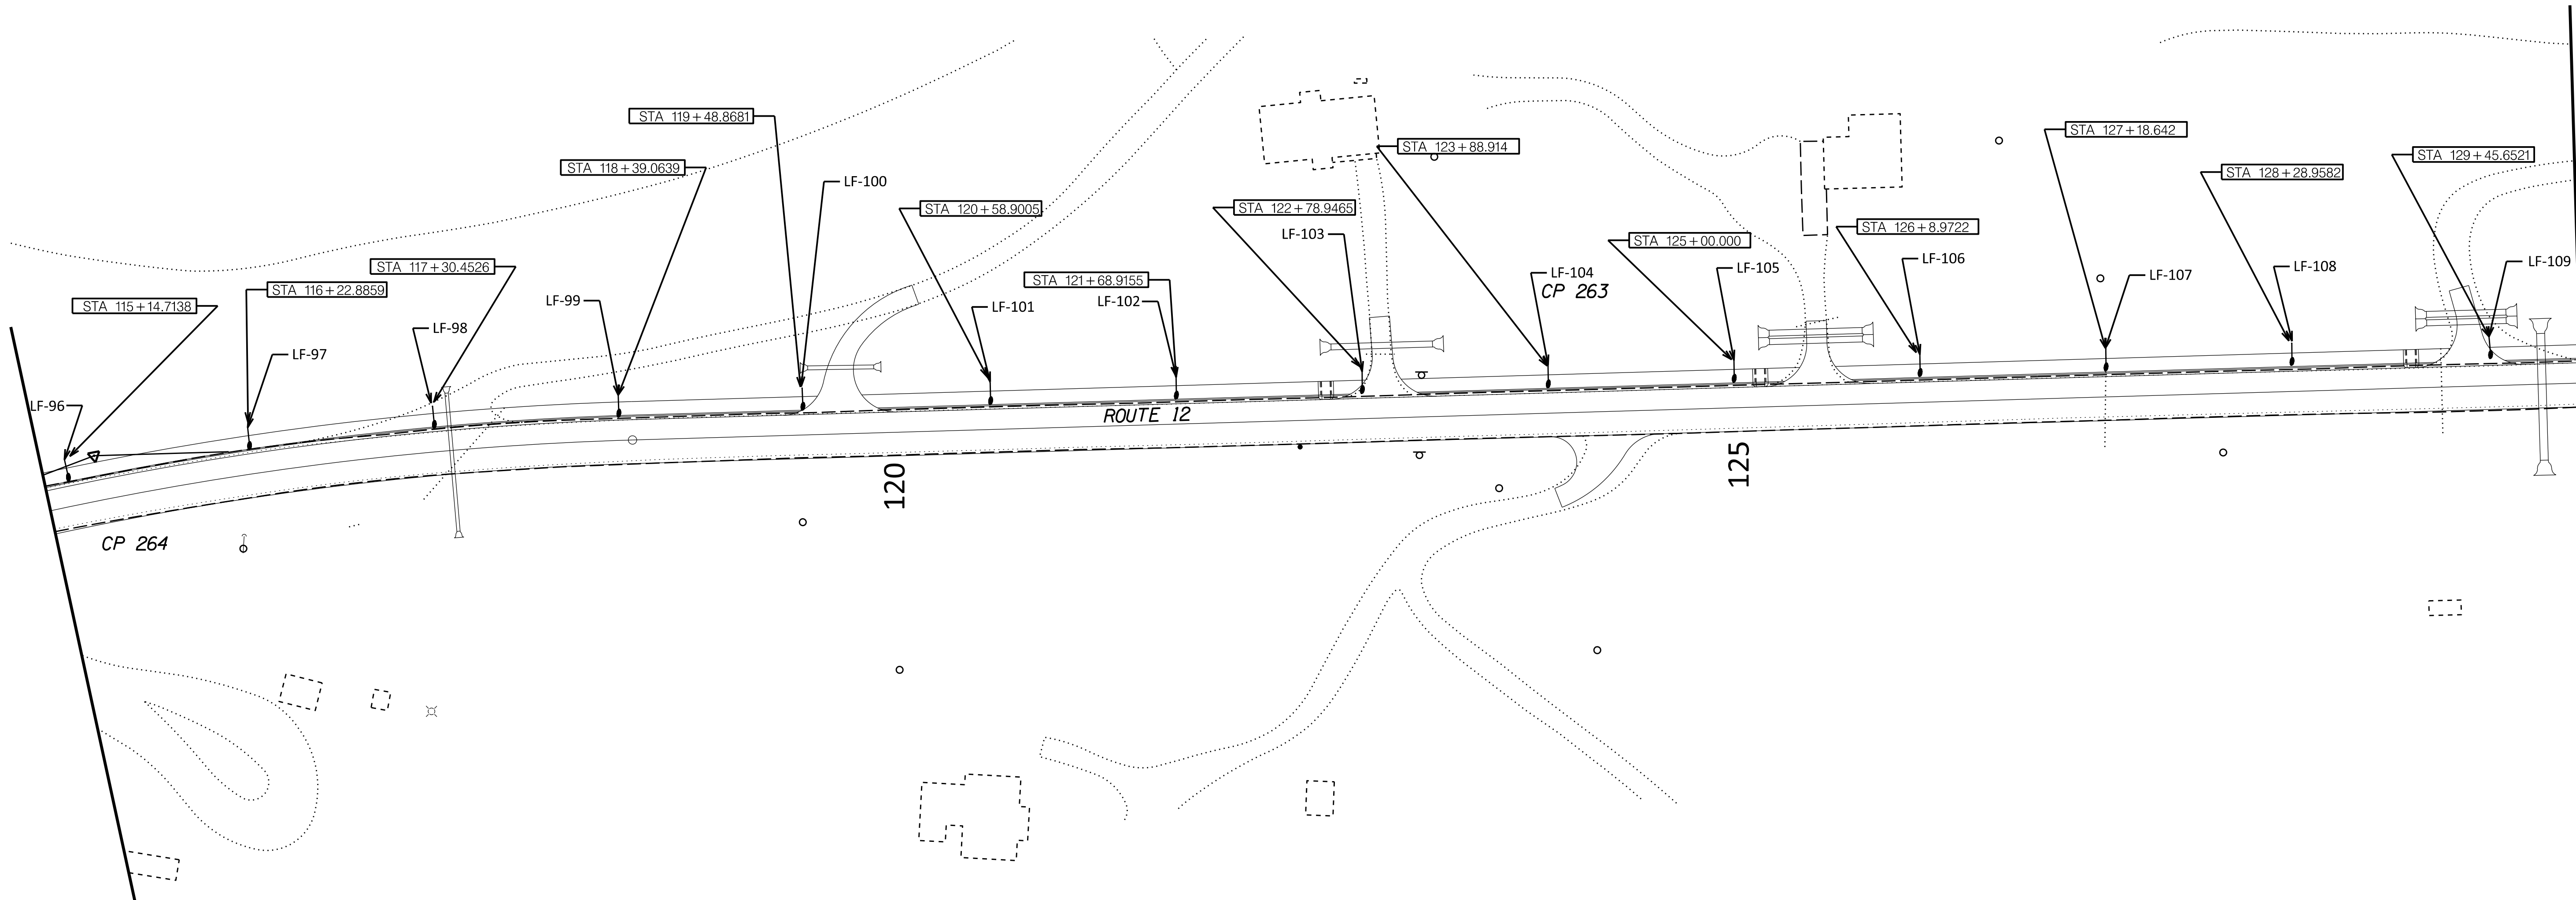 STA 119+48.8681
STA 118+39.0639
LF-100
STA 123+88.914
STA 127+18.642
STA 129+45.6521
STA 128+28.9582
STA 120+58.9005
STA 122+78.9465
LF-103
STA 125+00.000
STA 126+8.9722
STA 117+30.4526
STA 116+22.8859
STA 115+14.7138
LF-99
STA 121+68.9155
LF-102
LF-101
LF-104
CP 263
LF-105
LF-106
LF-107
LF-108
LF-109
LF-98
LF-97
LF-96
ROUTE 12
120
125
CP 264